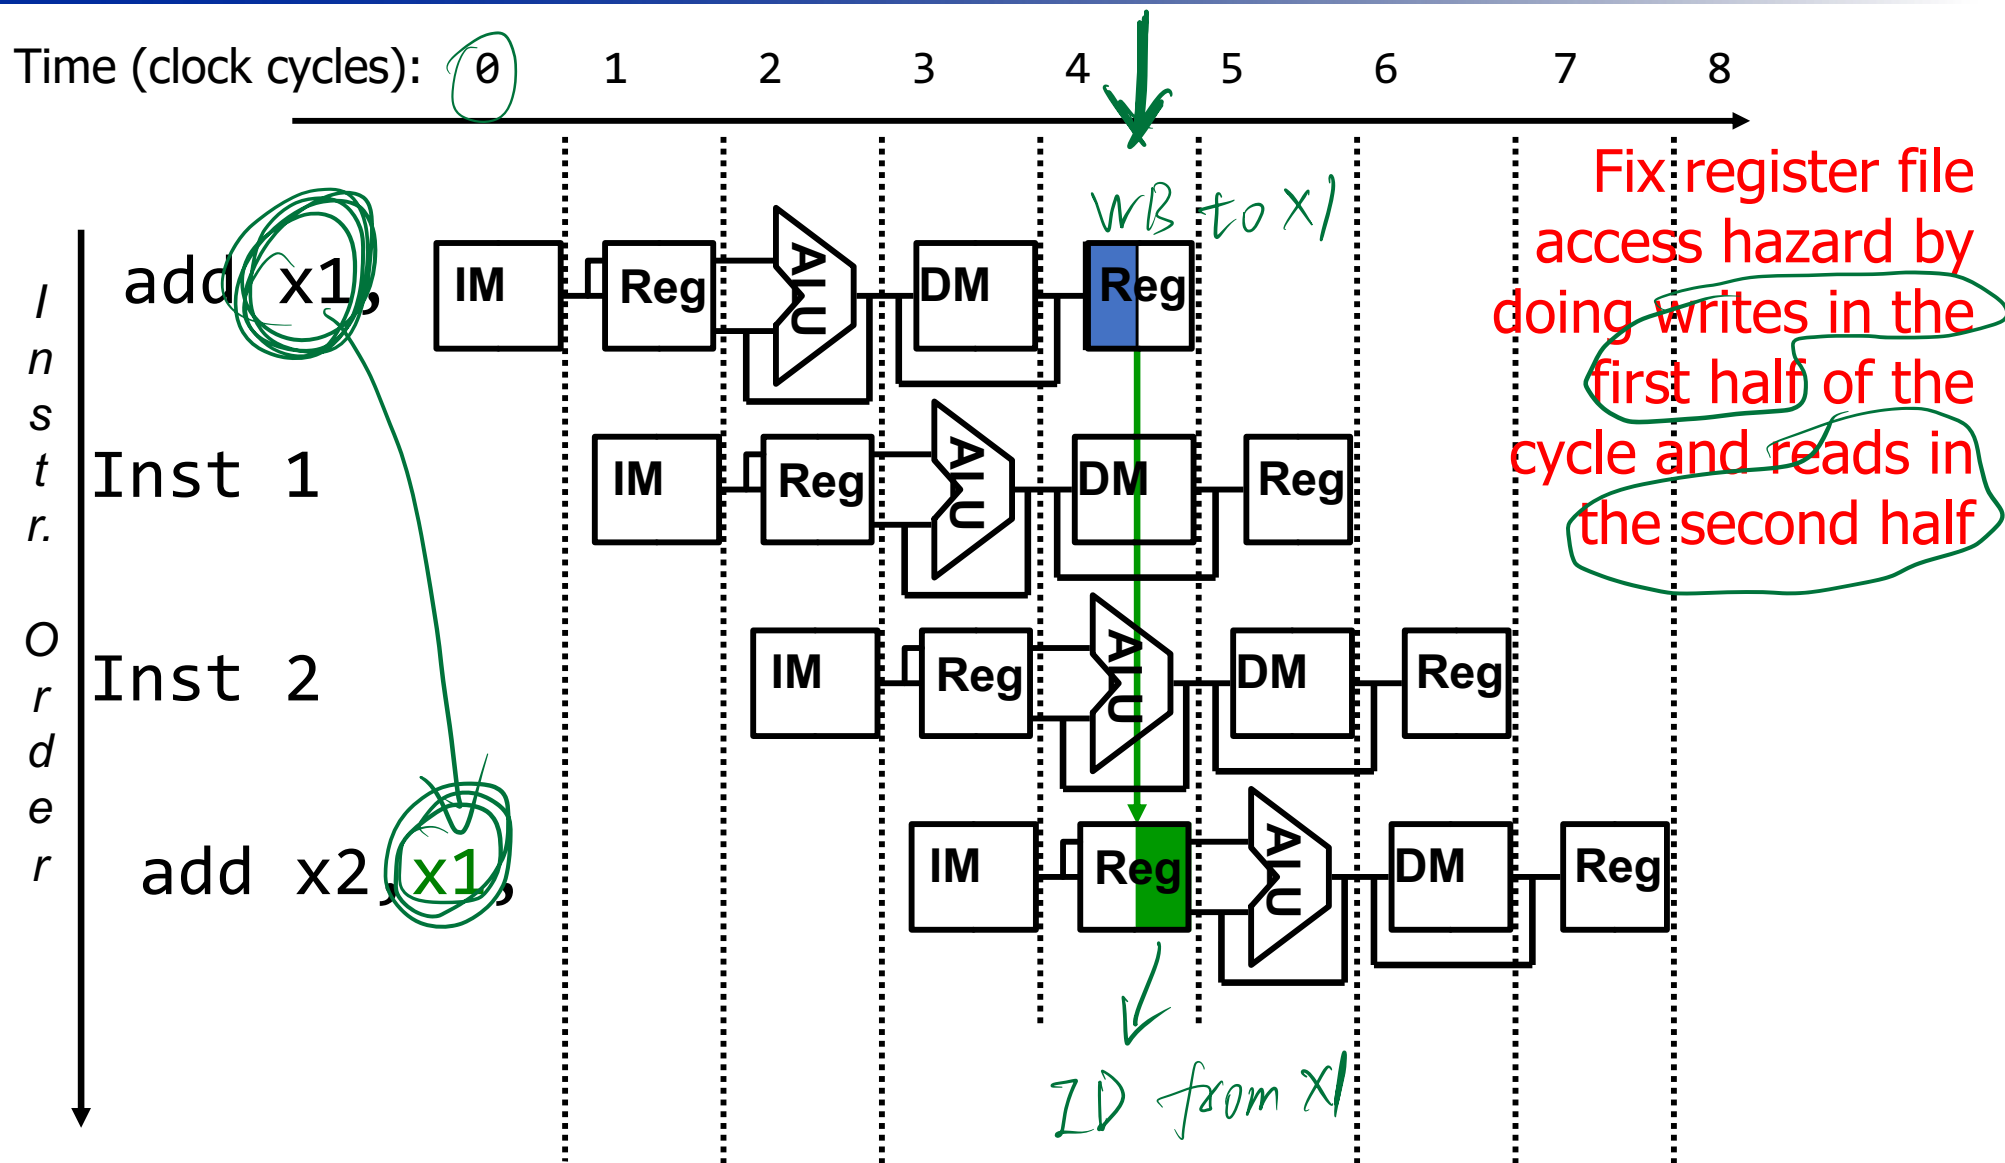 Time (clock cycles): 0 1 2 3 4 5 6 7 8
WB to x1
Fix register file
access hazard by
doing writes in the
first half of the
cycle and reads in
the second half
Instr. Order
add x1, IM Reg ALU DM Reg
Inst 1 IM Reg ALU DM Reg
Inst 2 IM Reg ALU DM Reg
add x2, x1, IM Reg ALU DM Reg
ID from x1